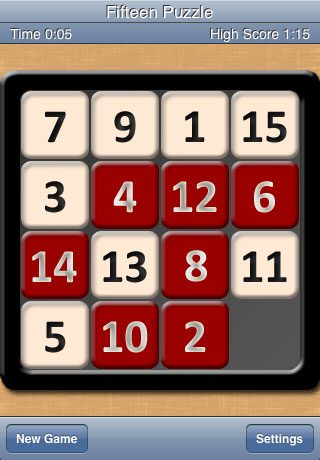 Fifteen Puzzle
Time 0:05 High Score 1:15
7 9 1 15
3 4 12 6
14 13 8 11
5 10 2
New Game Settings